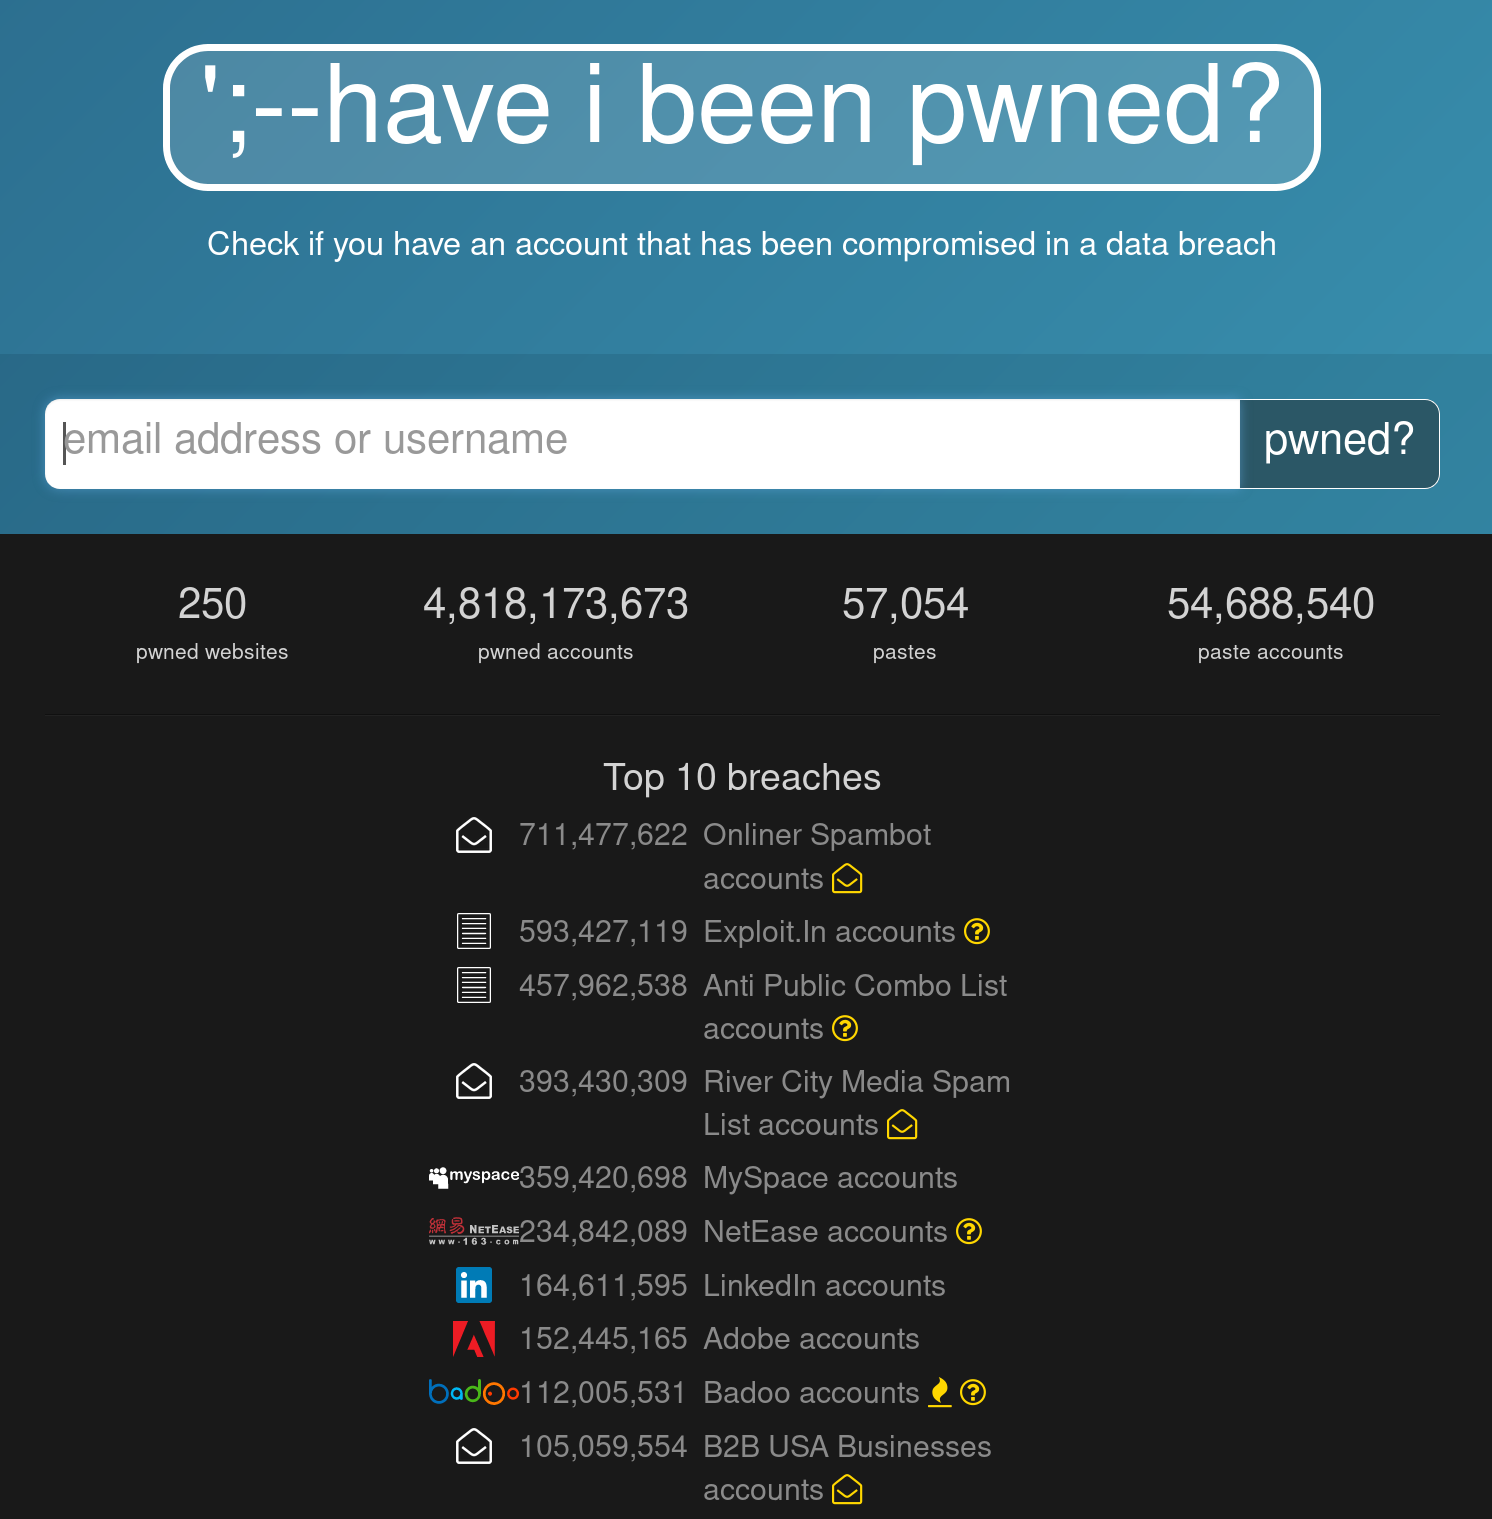 ';--have i been pwned?
Check if you have an account that has been compromised in a data breach
email address or username
pwned?
250 4,818,173,673 57,054 54,688,540
pwned websites pwned accounts pastes paste accounts
Top 10 breaches
711,477,622 Onliner Spambot
accounts
593,427,119 Exploit.In accounts ?
457,962,538 Anti Public Combo List
accounts ?
393,430,309 River City Media Spam
List accounts
myspace 359,420,698 MySpace accounts
網易 NETEASE 234,842,089 NetEase accounts ?
www.163.com
in 164,611,595 LinkedIn accounts
152,445,165 Adobe accounts
badoo 112,005,531 Badoo accounts ?
105,059,554 B2B USA Businesses
accounts